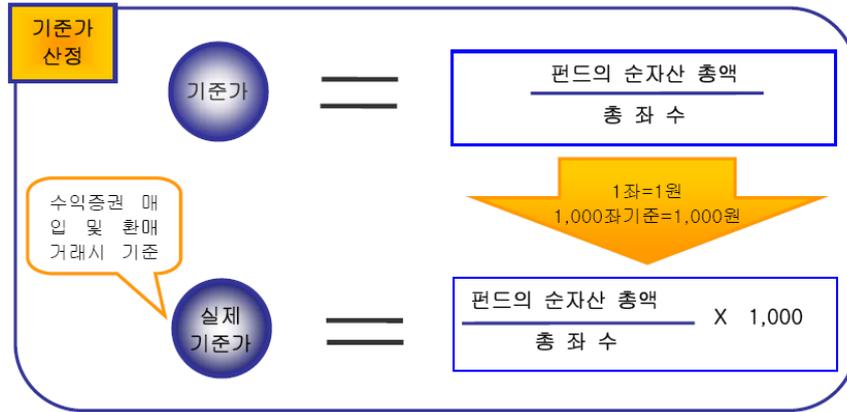 기준가
산정
기준가
펀드의 순자산 총액
총 좌 수
1좌=1원
1,000좌기준=1,000원
수익증권 매
입 및 환매
거래시 기준
실제
기준가
펀드의 순자산 총액
총 좌 수
X 1,000